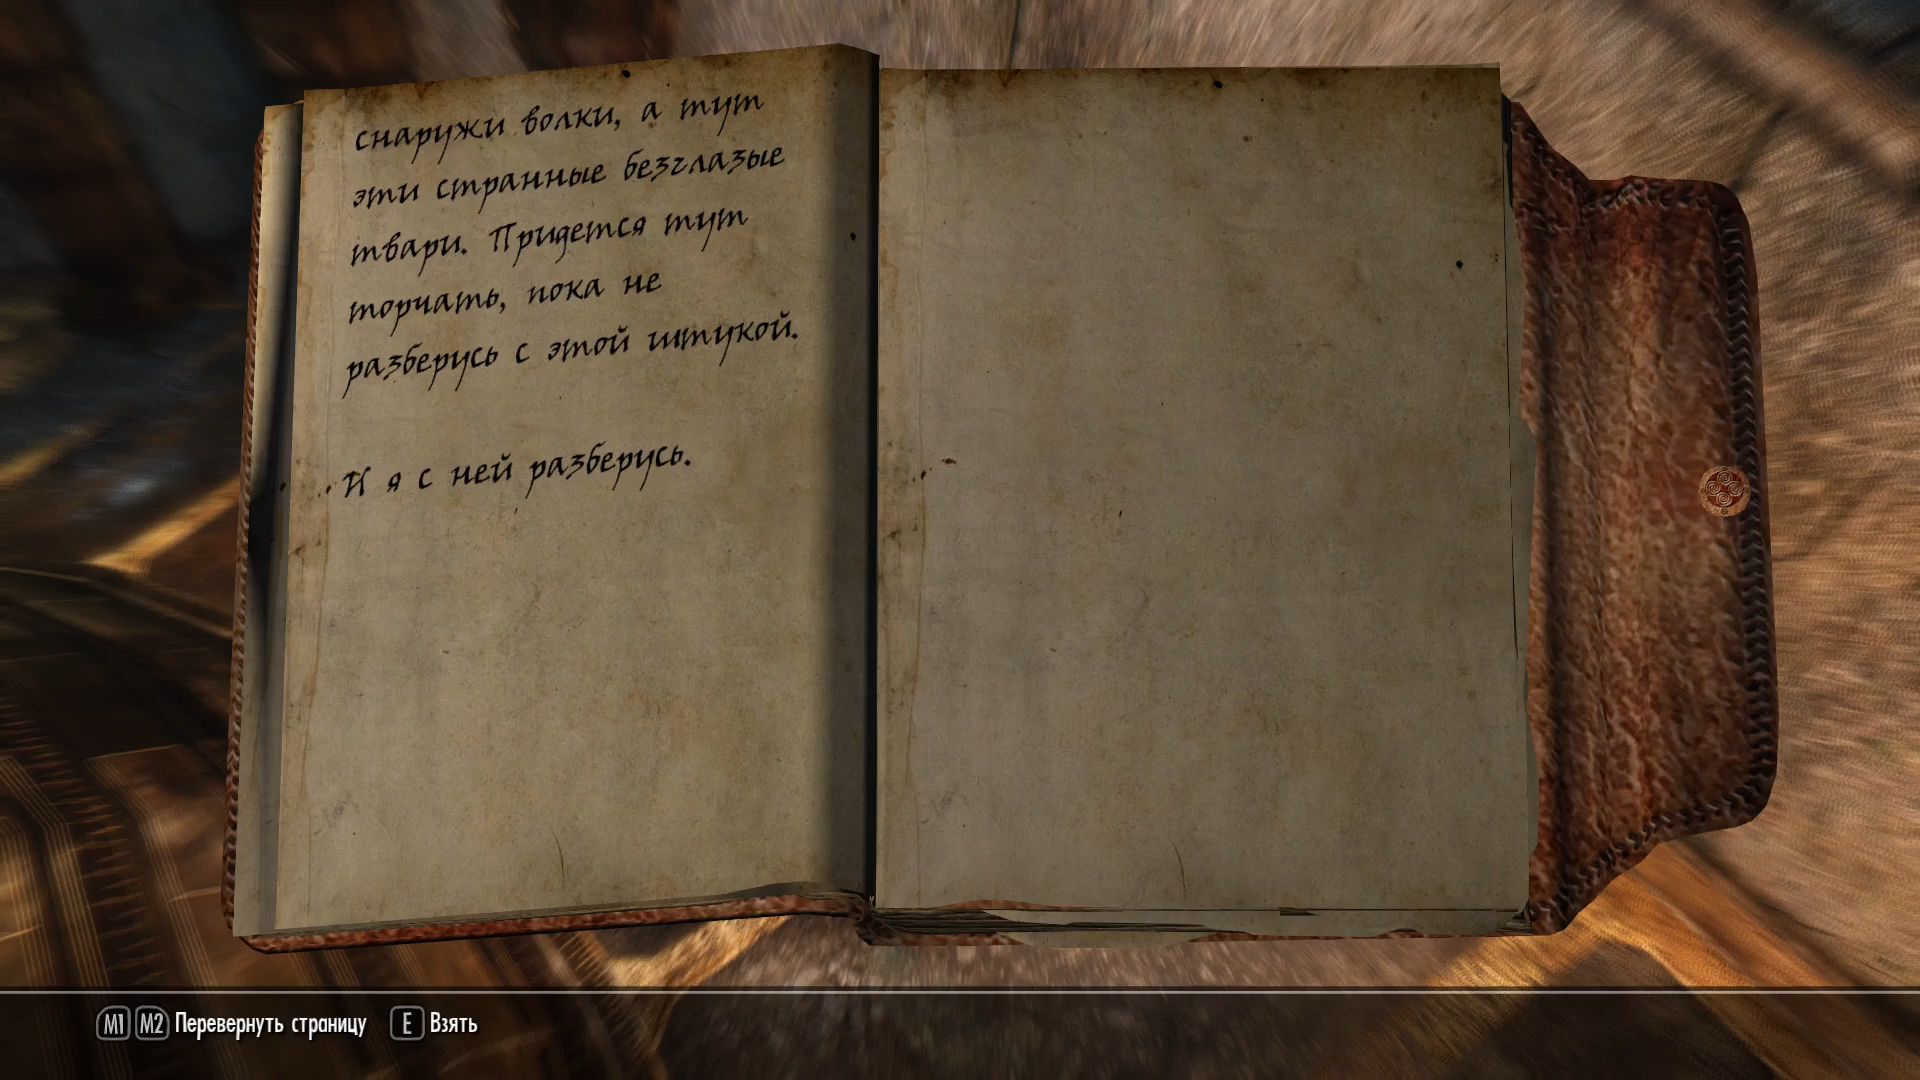 снаружи волки, а тут
эти странные безглазые
твари. Придется тут
торчать, пока не
разберусь с этой штукой.
И я с ней разберусь.
M1 M2 Перевернуть страницу E Взять